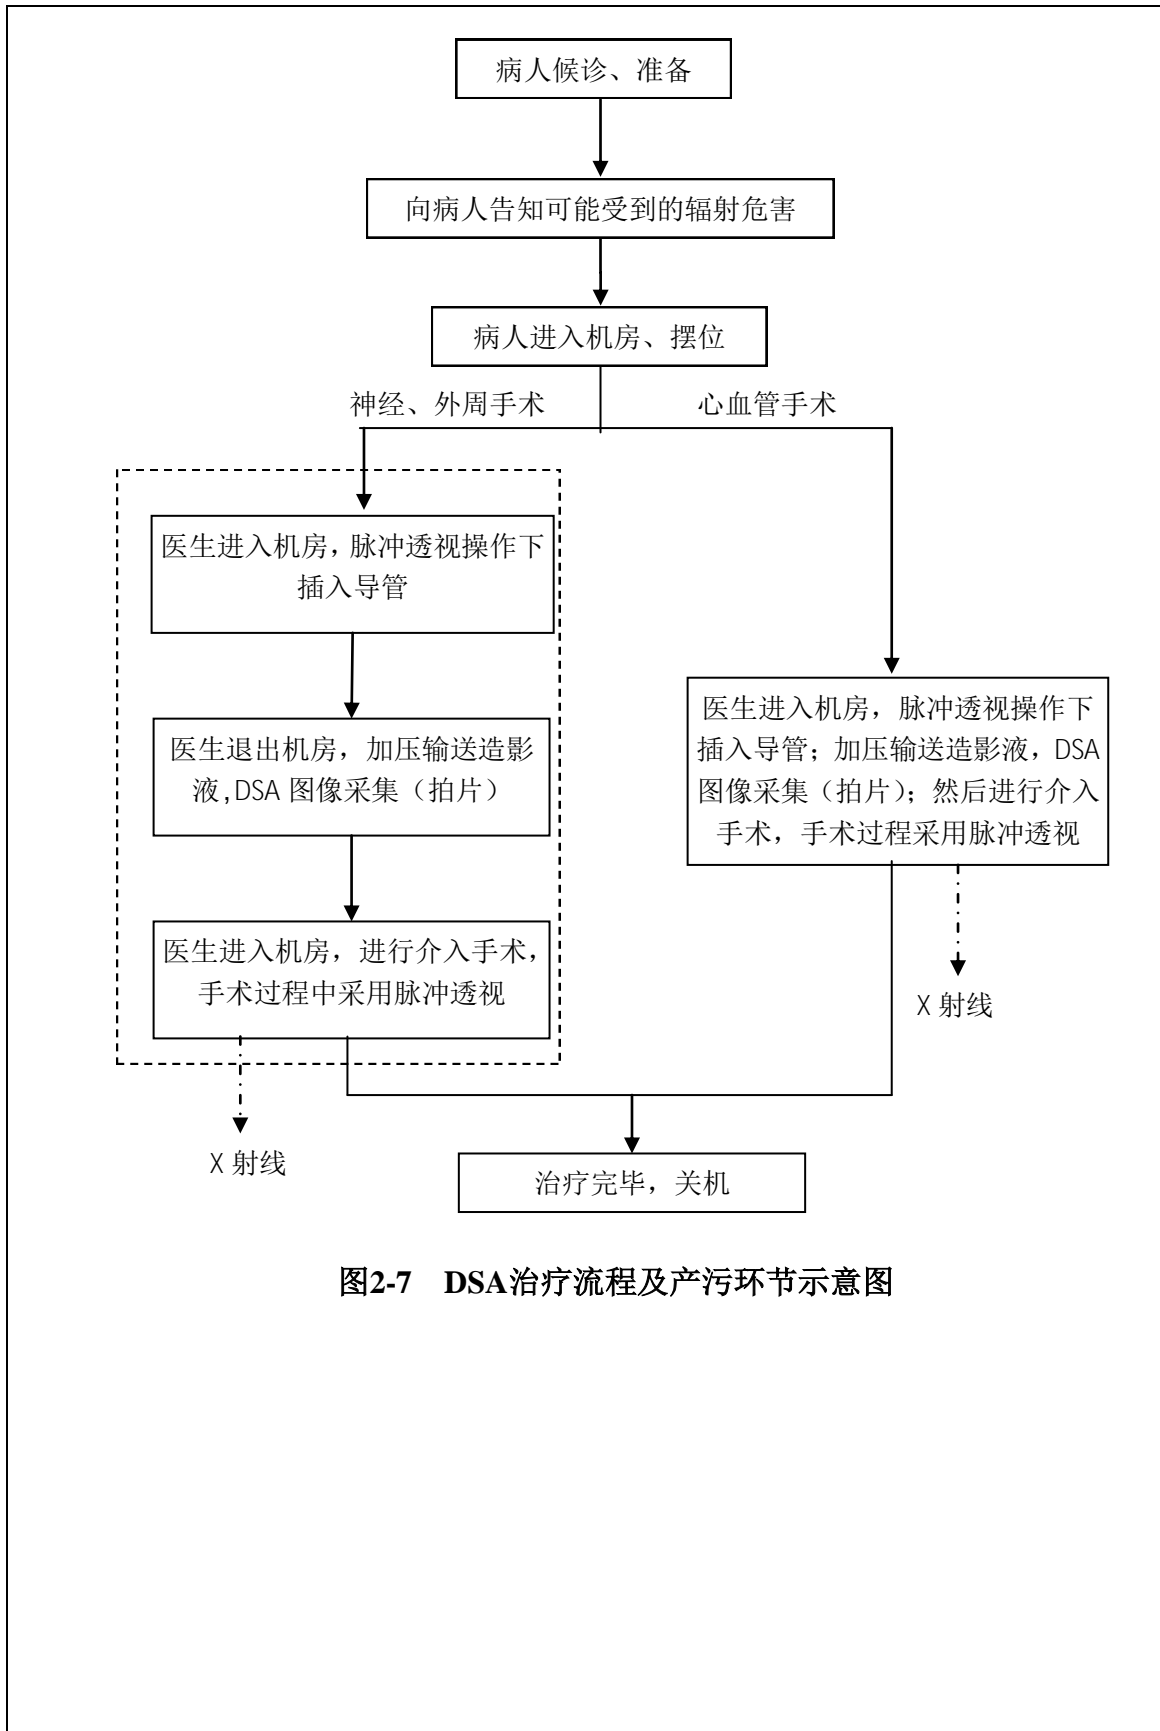 病人候诊、准备
向病人告知可能受到的辐射危害
病人进入机房、摆位
神经、外周手术
心血管手术
医生进入机房，脉冲透视操作下
插入导管
医生退出机房，加压输送造影
液,DSA 图像采集（拍片）
医生进入机房，进行介入手术，
手术过程中采用脉冲透视
X 射线
医生进入机房，脉冲透视操作下
插入导管；加压输送造影液，DSA
图像采集（拍片）；然后进行介入
手术，手术过程采用脉冲透视
X 射线
治疗完毕，关机
图2-7 DSA治疗流程及产污环节示意图